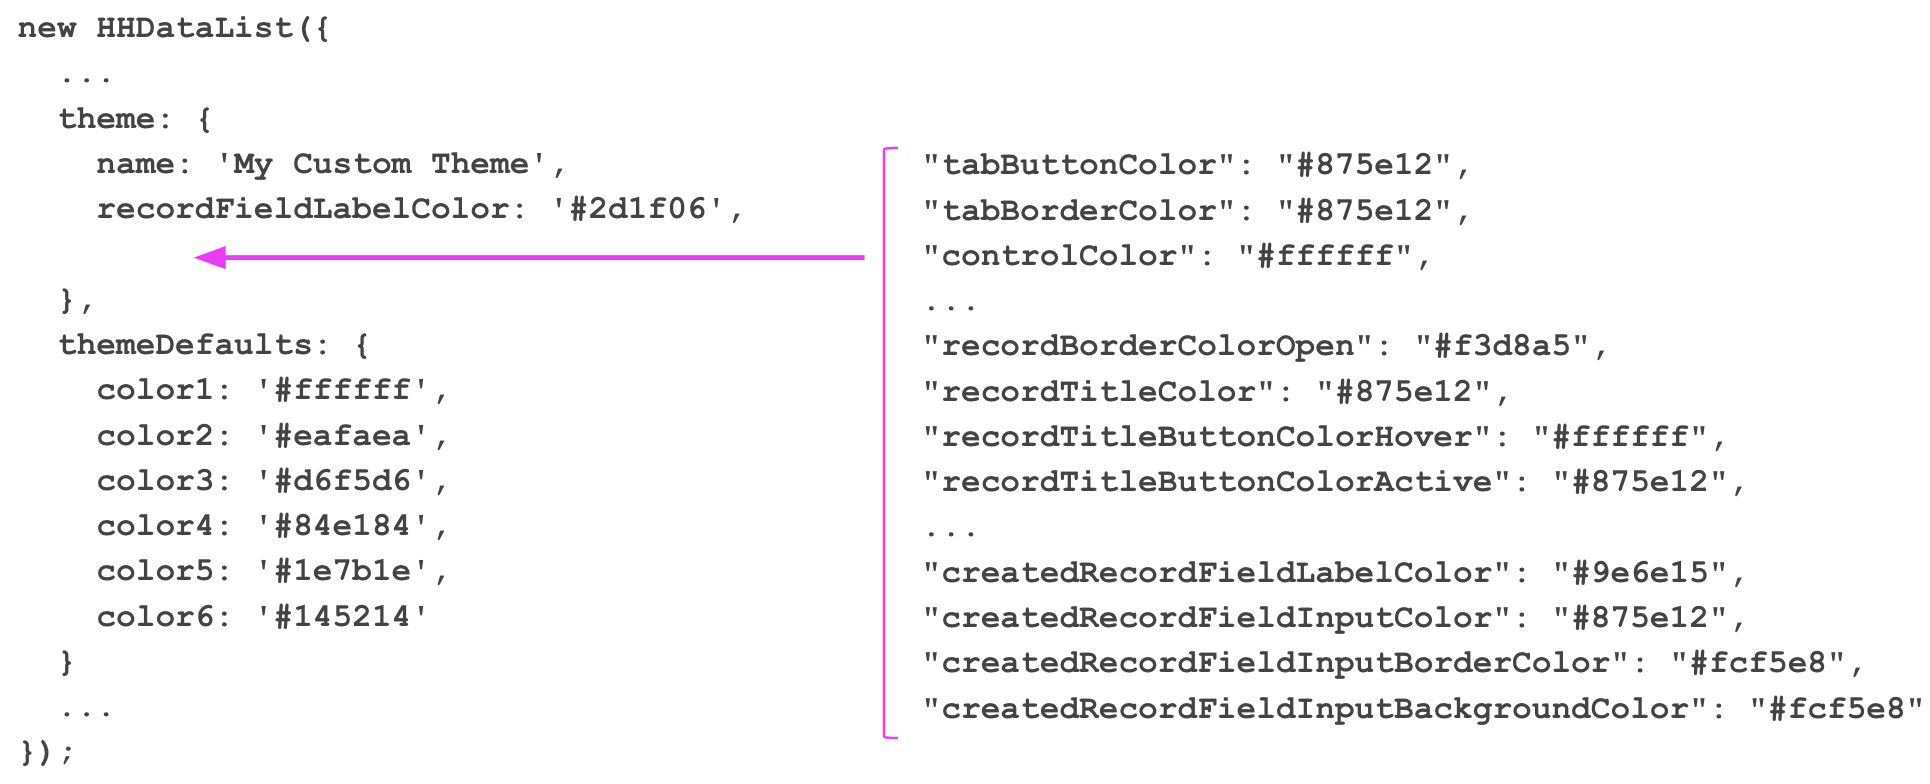 new HHDataList({
...
theme: {
name: 'My Custom Theme',
recordFieldLabelColor: '#2d1f06',
},
themeDefaults: {
color1: '#ffffff',
color2: '#eafaea',
color3: '#d6f5d6',
color4: '#84e184',
color5: '#1e7b1e',
color6: '#145214'
}
...
});
"tabButtonColor": "#875e12",
"tabBorderColor": "#875e12",
"controlColor": "#ffffff",
...
"recordBorderColorOpen": "#f3d8a5",
"recordTitleColor": "#875e12",
"recordTitleButtonColorHover": "#ffffff",
"recordTitleButtonColorActive": "#875e12",
...
"createdRecordFieldLabelColor": "#9e6e15",
"createdRecordFieldInputColor": "#875e12",
"createdRecordFieldInputBorderColor": "#fcf5e8",
"createdRecordFieldInputBackgroundColor": "#fcf5e8"